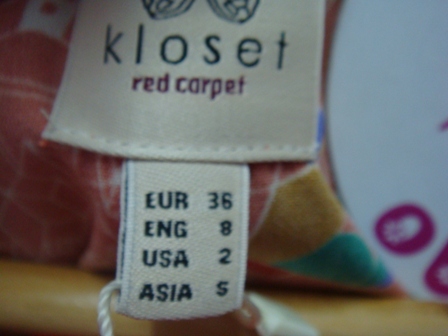 kloset
red carpet
EUR 36
ENG 8
USA 2
ASIA S